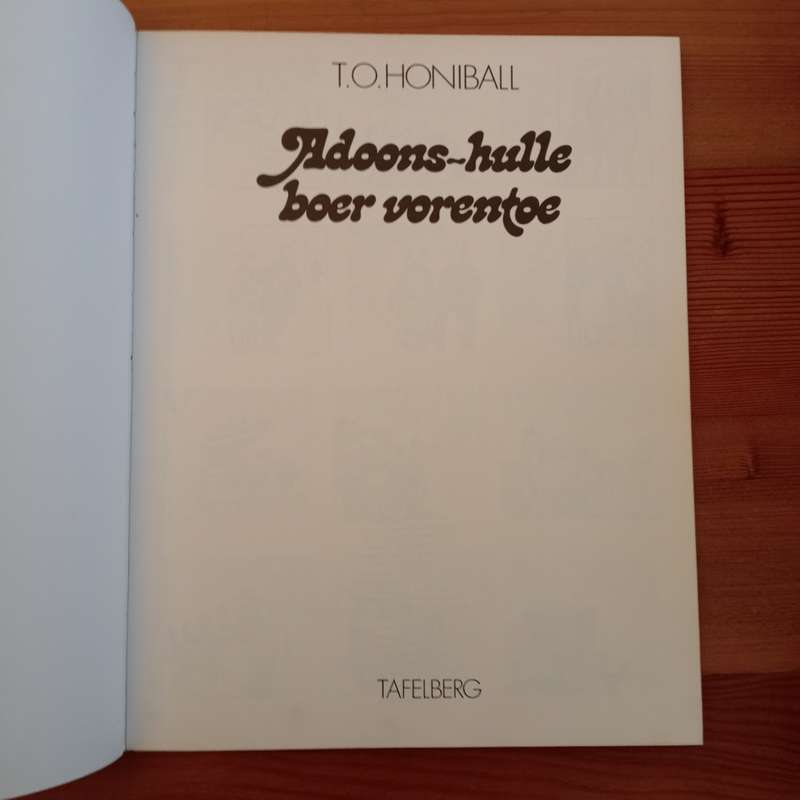 T.O. HONIBALL
Adoons-hulle
boer vorentoe
TAFELBERG